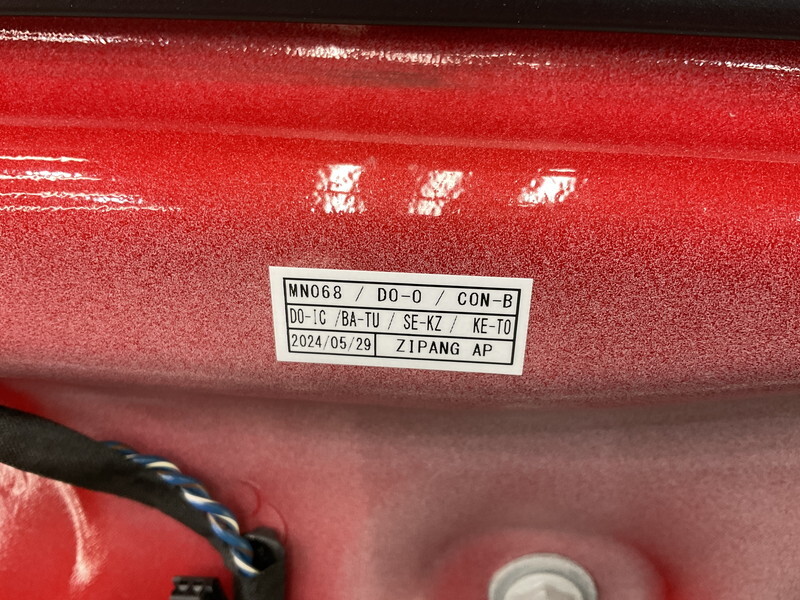 MN068 / DO-O / CON-B
DO-IC /BA-TU / SE-KZ / KE-TO
2024/05/29 ZIPANG AP